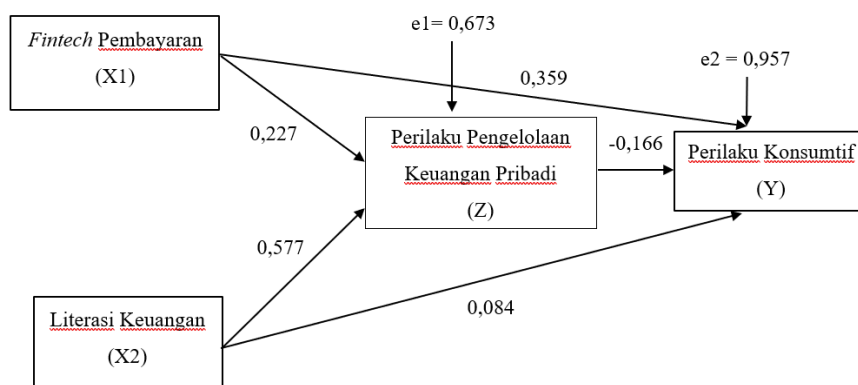 Fintech Pembayaran
(X1)
e1= 0,673
e2 = 0,957
0,359
0,227
Perilaku Pengelolaan
Keuangan Pribadi
(Z)
-0,166
Perilaku Konsumtif
(Y)
0,577
0,084
Literasi Keuangan
(X2)